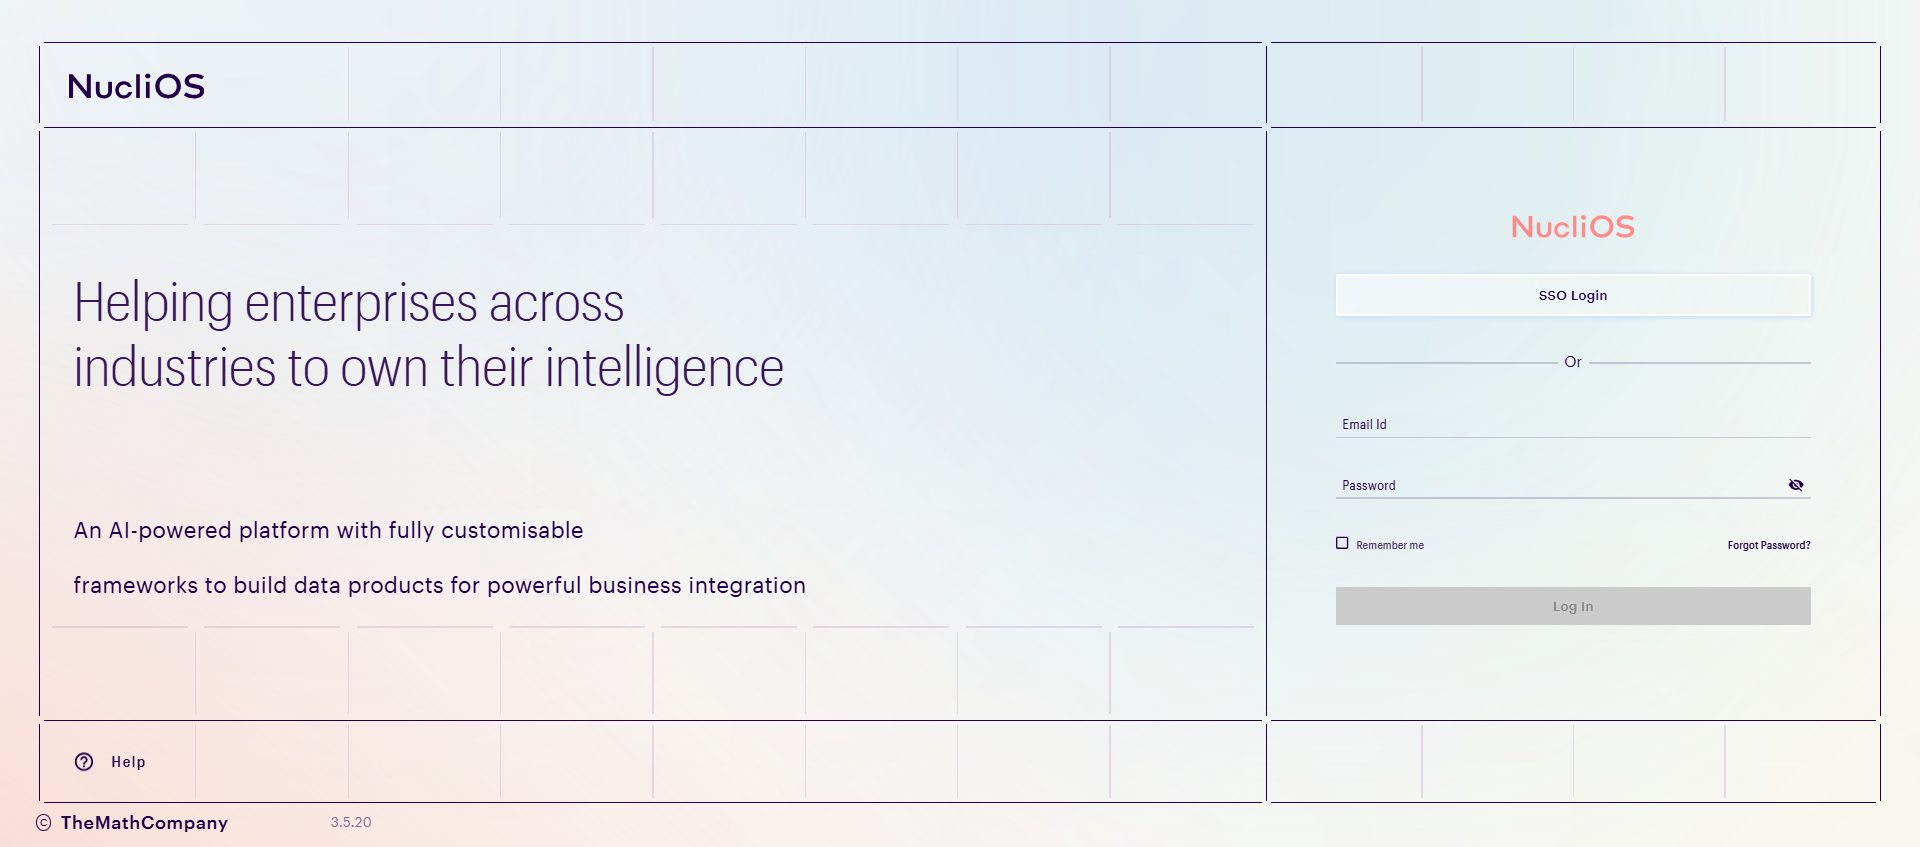 NucliOS
Helping enterprises across
industries to own their intelligence
An AI-powered platform with fully customisable
frameworks to build data products for powerful business integration
NucliOS
SSO Login
Or
Email Id
Password
Remember me
Forgot Password?
Log In
Help
© TheMathCompany
3.5.20